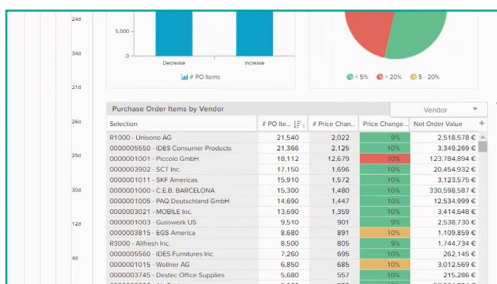 24d
34d
21d
26d
26d
30d
12d
4d
5,000
0
Decrease
Increase
# PO Items
< 5%
> 20%
5 - 20%
Purchase Order Items by Vendor
Vendor
Selection # PO Ite... # Price Chan... Price Change... Net Order Value +
R1000 - Unisono AG 21,540 2,022 9% 2,518,578 €
0000005550 - IDES Consumer Products 21,366 2,125 10% 3,349,269 €
0000001001 - Piccolo GmbH 18,112 12,679 70% 123,784,894 €
0000003902 - SCT Inc. 17,150 1,696 10% 20,454,932 €
0000001011 - SKF Americas 15,910 1,572 10% 3,123,575 €
0000001000 - C.E.B. BARCELONA 15,300 1,480 10% 330,598,587 €
0000001005 - PAQ Deutschland GmbH 14,690 1,447 10% 12,534,999 €
0000003021 - MOBILE Inc. 13,690 1,359 10% 3,414,648 €
0000001003 - Gusswerk US 9,510 901 9% 2,538,730 €
0000003815 - EGS America 8,680 891 10% 1,109,859 €
R3000 - Allfresh Inc. 8,500 805 9% 1,744,734 €
0000005560 - IDES Furnitures Inc. 7,260 695 10% 262,145 €
0000001015 - Wollner AG 6,850 685 10% 3,012,569 €
0000003745 - Destec Office Supplies 5,680 557 10% 215,286 €